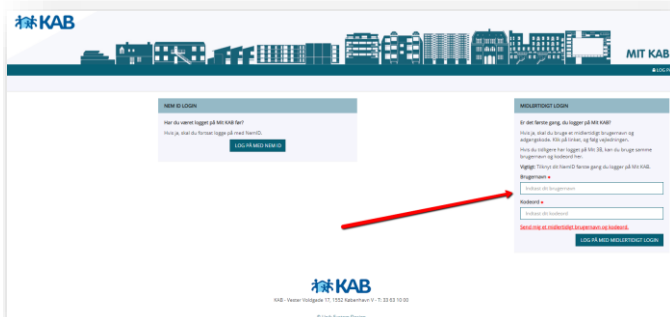 KAB
MIT KAB
LOG PÅ
NEM ID LOGIN
Har du været logget på Mit KAB før?
Hvis ja, skal du fortsat logge på med NemID.
LOG PÅ MED NEM ID
MIDLERTIDIGT LOGIN
Er det første gang, du logger på Mit KAB?
Hvis ja, skal du bruge et midlertidigt brugernavn og
adgangskode. Klik på linket, og følg vejledningen.
Hvis du tidligere har logget på Mit 3B, kan du bruge samme
brugernavn og kodeord her.
Vigtigt: Tilknyt dit NemID første gang du logger på Mit KAB.
Brugernavn
Indtast dit brugernavn
Kodeord
Indtast dit kodeord
Send mig et midlertidigt brugernavn og kodeord.
LOG PÅ MED MIDLERTIDIGT LOGIN
KAB
KAB - Vester Voldgade 17, 1552 København V - T: 33 63 10 00